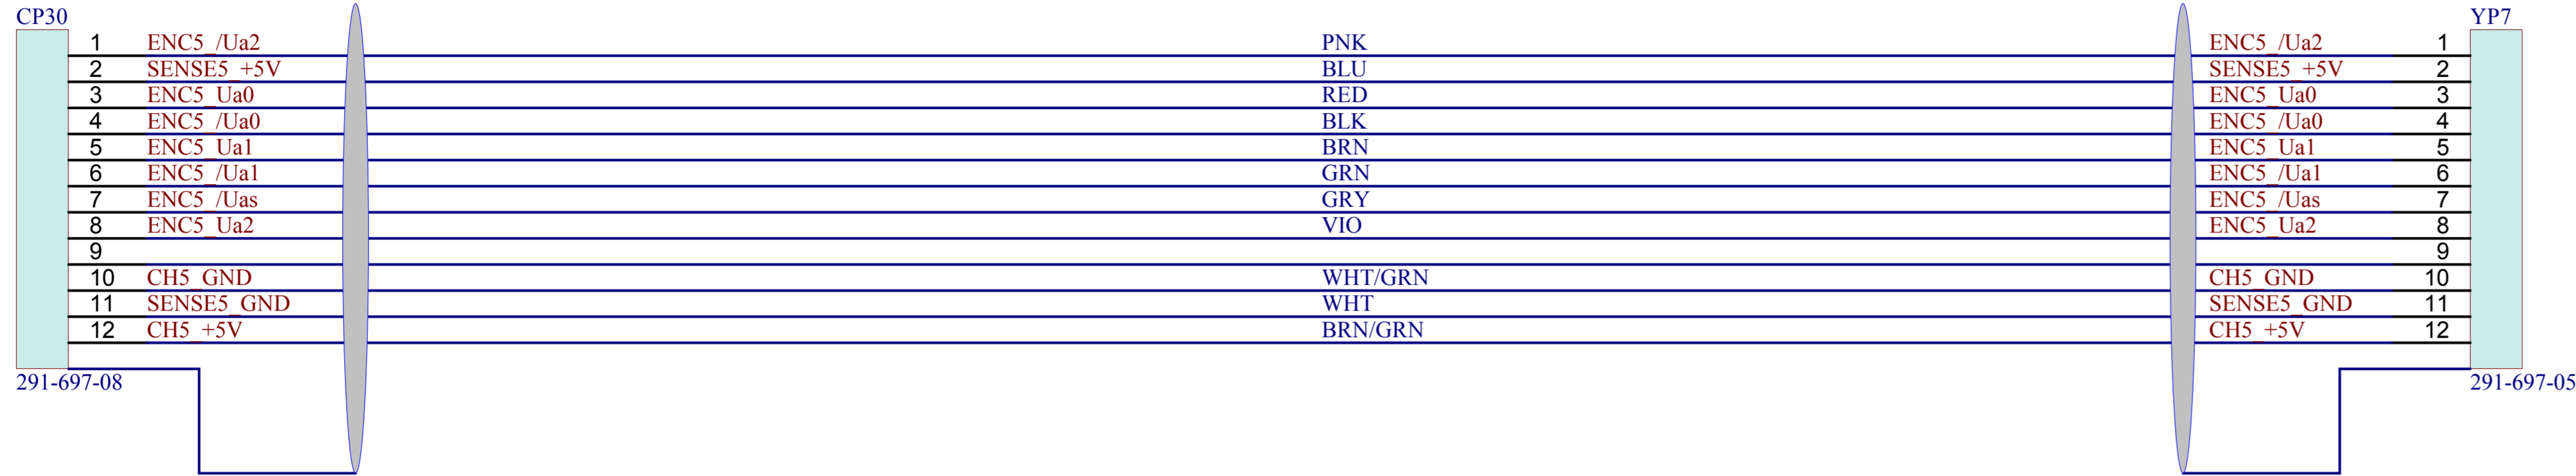 CP30 YP7
1 ENC5_/Ua2 PNK ENC5_/Ua2 1
2 SENSE5_+5V BLU SENSE5_+5V 2
3 ENC5_Ua0 RED ENC5_Ua0 3
4 ENC5_/Ua0 BLK ENC5_/Ua0 4
5 ENC5_Ua1 BRN ENC5_Ua1 5
6 ENC5_/Ua1 GRN ENC5_/Ua1 6
7 ENC5_/Uas GRY ENC5_/Uas 7
8 ENC5_Ua2 VIO ENC5_Ua2 8
9 9
10 CH5_GND WHT/GRN CH5_GND 10
11 SENSE5_GND WHT SENSE5_GND 11
12 CH5_+5V BRN/GRN CH5_+5V 12
291-697-08 291-697-05